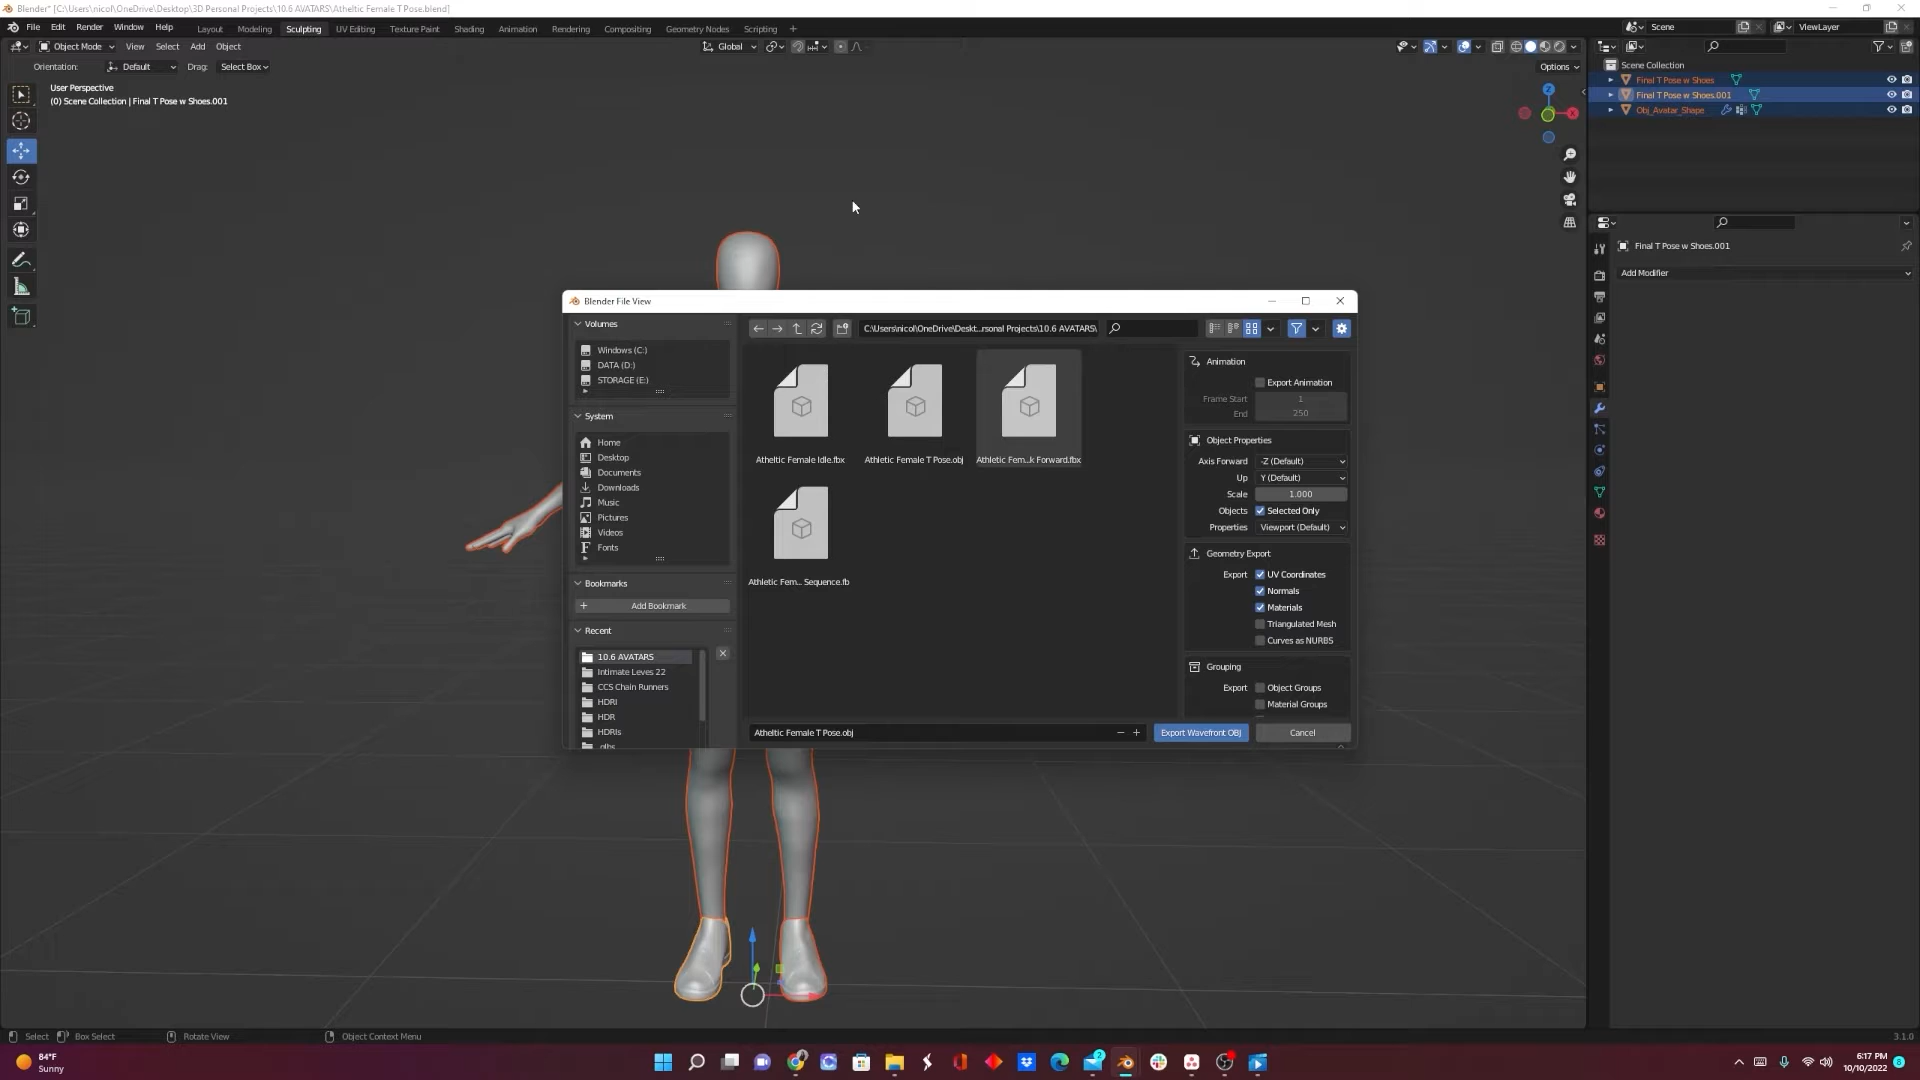 Blender* [C:\Users\nicol\OneDrive\Desktop\3D Personal Projects\10.6 AVATARS\Atheltic Female T Pose.blend]
File Edit Render Window Help Layout Modeling Sculpting UV Editing Texture Paint Shading Animation Rendering Compositing Geometry Nodes Scripting + Scene ViewLayer
Object Mode View Select Add Object Global
Orientation: Default Drag: Select Box Options
User Perspective
(0) Scene Collection | Final T Pose w Shoes.001
Scene Collection
Final T Pose w Shoes
Final T Pose w Shoes.001
Obj_Avatar_Shape
Z
X
Final T Pose w Shoes.001
Add Modifier
Blender File View
Volumes
Windows (C:)
DATA (D:)
STORAGE (E:)
System
Home
Desktop
Documents
Downloads
Music
Pictures
Videos
Fonts
Bookmarks
Add Bookmark
Recent
10.6 AVATARS
Intimate Leves 22
CCS Chain Runners
HDRI
HDR
HDRIs
.glbs
C:\Users\nicol\OneDrive\Deskt...rsonal Projects\10.6 AVATARS\
Atheltic Female Idle.fbx
Athletic Female T Pose.obj
Athletic Fem...k Forward.fbx
Athletic Fem... Sequence.fb
Atheltic Female T Pose.obj
Animation
Export Animation
Frame Start 1
End 250
Object Properties
Axis Forward -Z (Default)
Up Y (Default)
Scale 1.000
Objects Selected Only
Properties Viewport (Default)
Geometry Export
Export UV Coordinates
Normals
Materials
Triangulated Mesh
Curves as NURBS
Grouping
Export Object Groups
Material Groups
Export Wavefront OBJ
Cancel
Select Box Select Rotate View Object Context Menu 3.1.0
84°F
Sunny
2
6:17 PM
10/10/2022
8